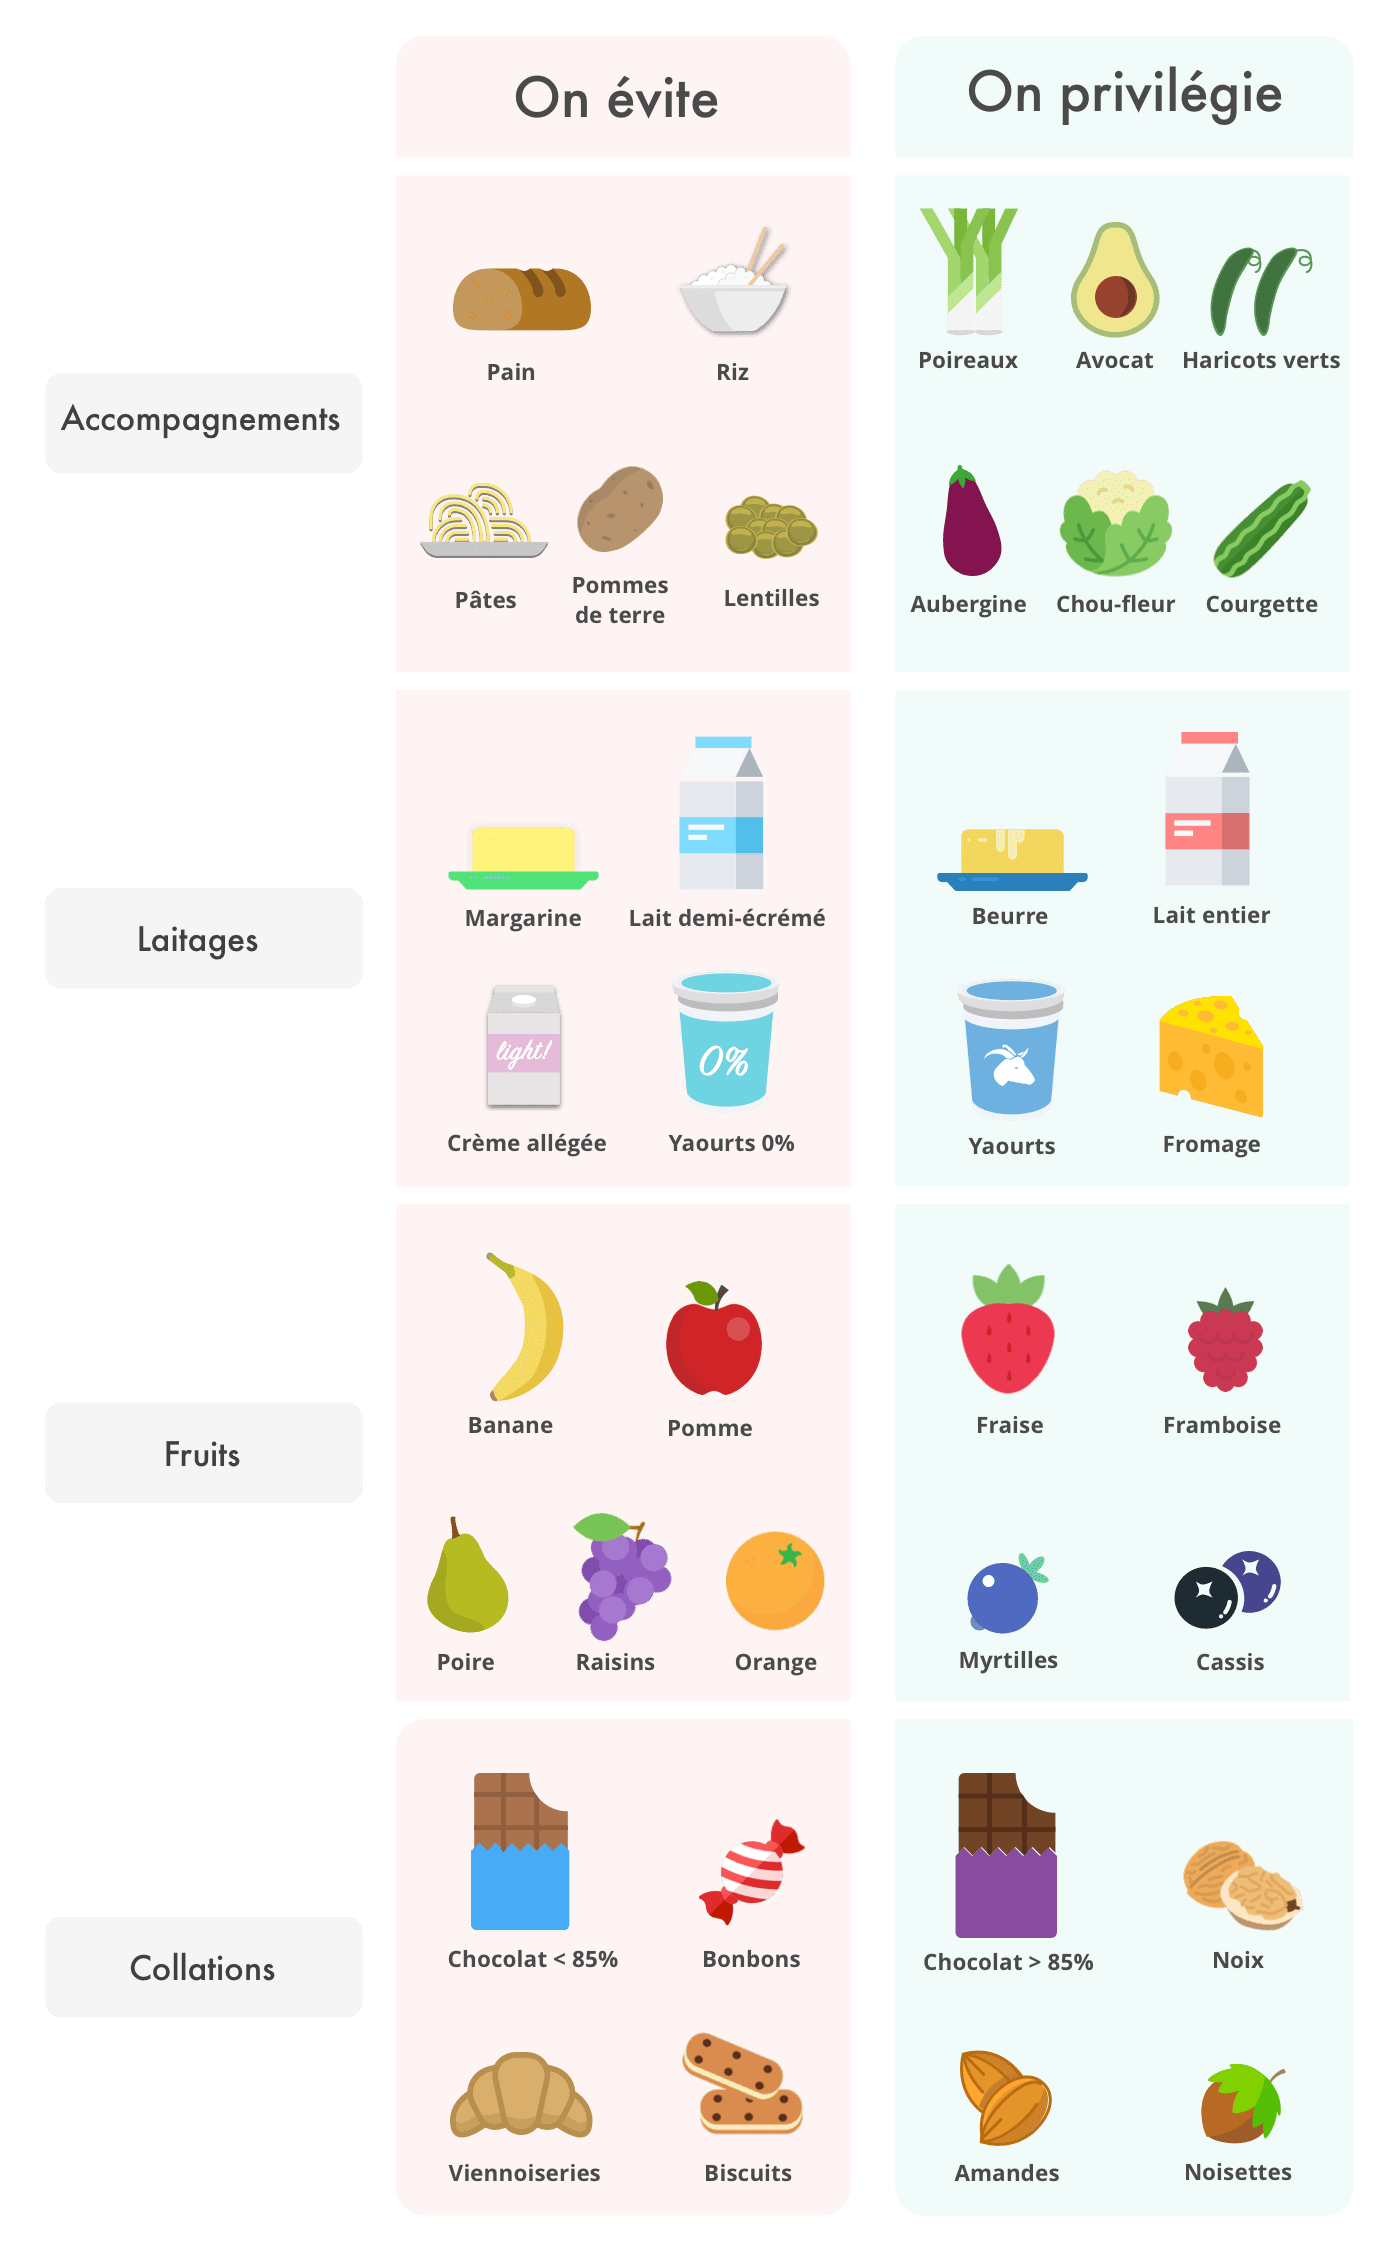 On évite
On privilégie
Accompagnements
Pain
Riz
Pâtes
Pommes
de terre
Lentilles
Poireaux
Avocat
Haricots verts
Aubergine
Chou-fleur
Courgette
Laitages
Margarine
Lait demi-écrémé
light!
0%
Crème allégée
Yaourts 0%
Beurre
Lait entier
Yaourts
Fromage
Fruits
Banane
Pomme
Poire
Raisins
Orange
Fraise
Framboise
Myrtilles
Cassis
Collations
Chocolat < 85%
Bonbons
Viennoiseries
Biscuits
Chocolat > 85%
Noix
Amandes
Noisettes